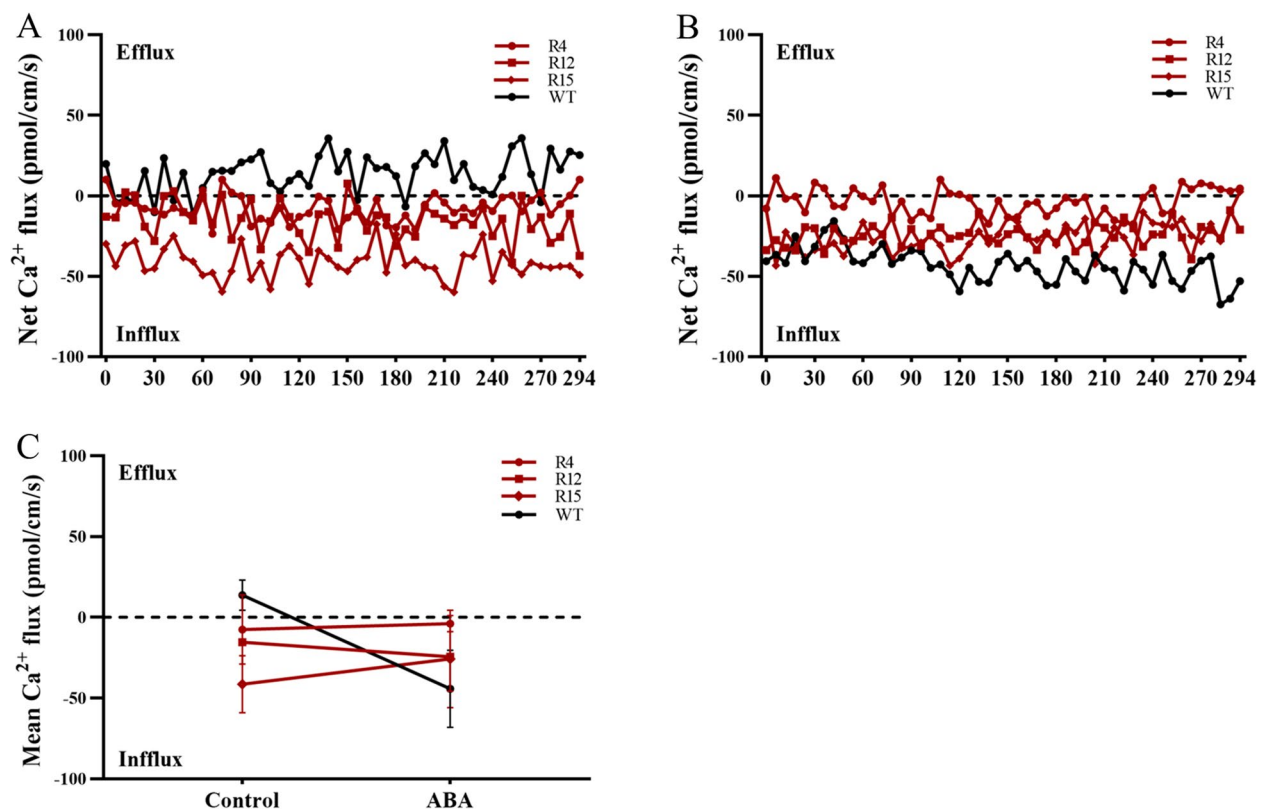 A
Net Ca2+ flux (pmol/cm/s)
100
50
0
-50
-100
Efflux
Infflux
R4
R12
R15
WT
0 30 60 90 120 150 180 210 240 270 294
B
Net Ca2+ flux (pmol/cm/s)
100
50
0
-50
-100
Efflux
Infflux
R4
R12
R15
WT
0 30 60 90 120 150 180 210 240 270 294
C
Mean Ca2+ flux (pmol/cm/s)
100
50
0
-50
-100
Efflux
Infflux
R4
R12
R15
WT
Control ABA